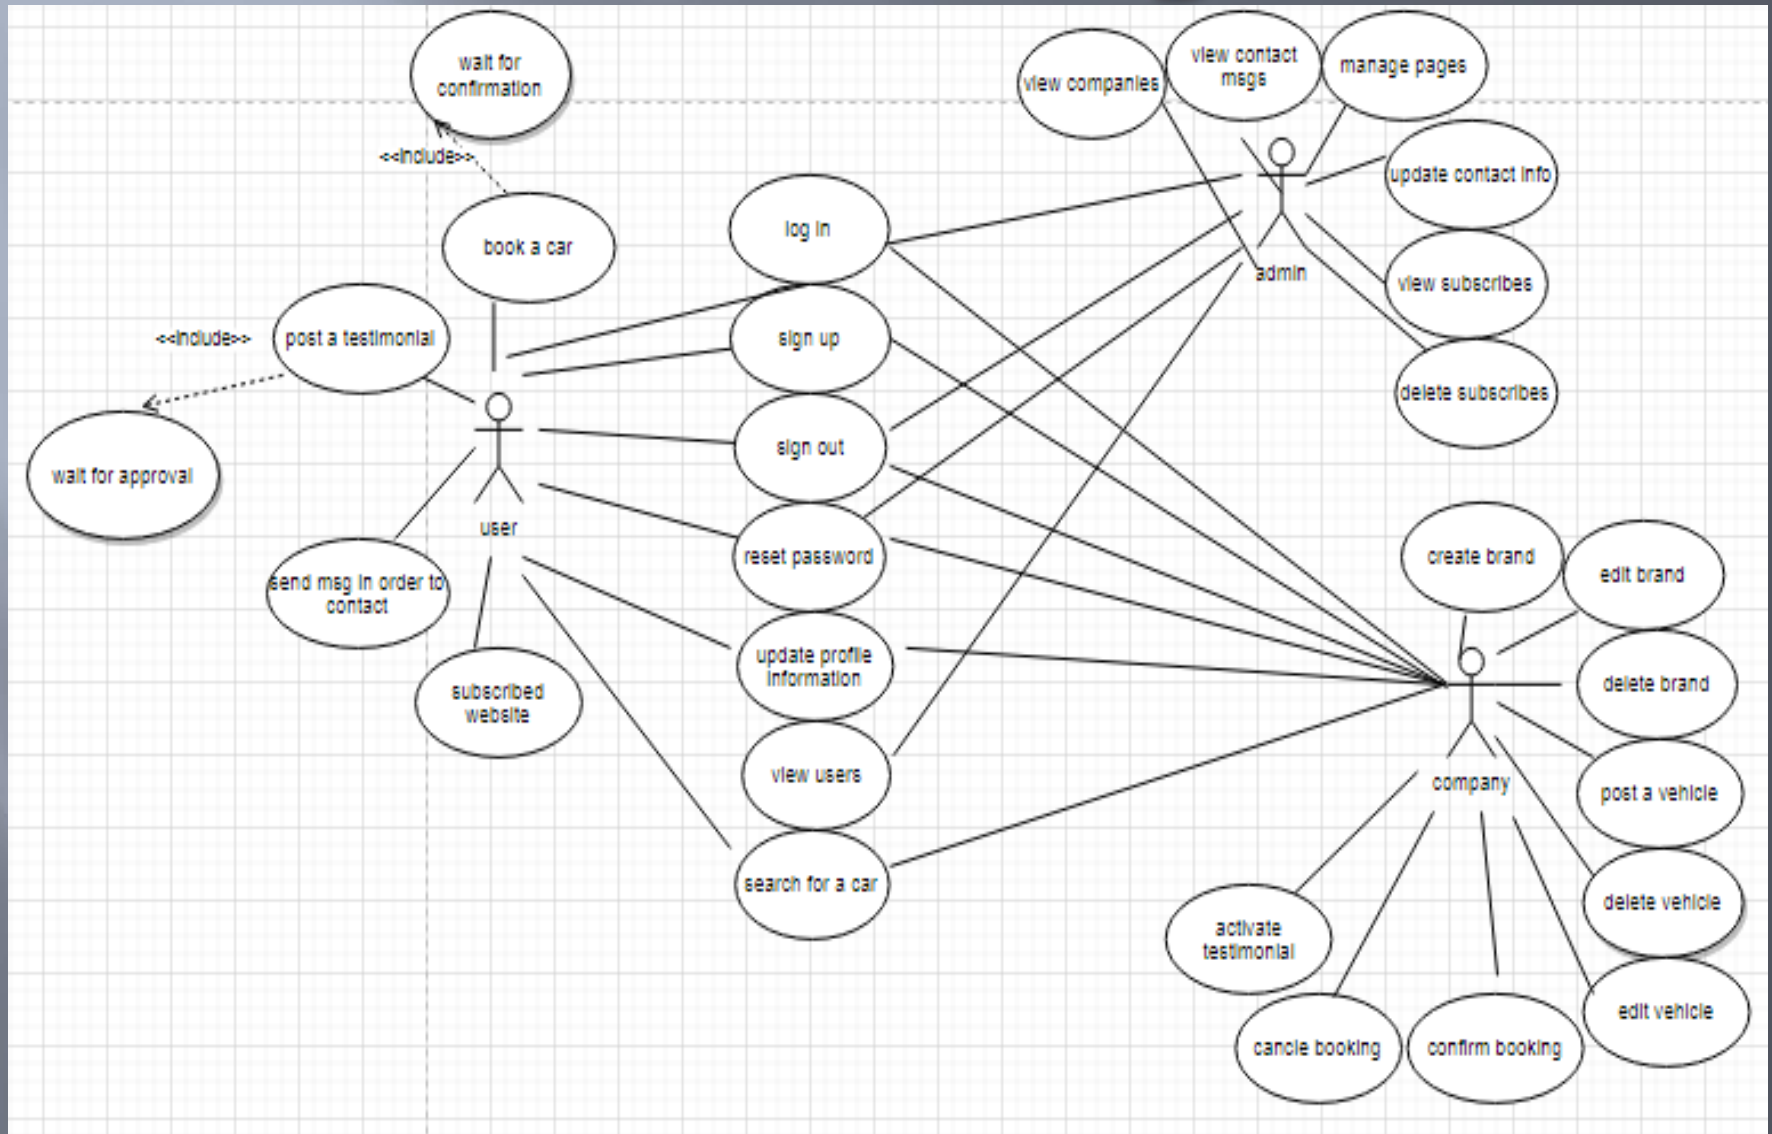 wait for
confirmation
<<include>>
book a car
post a testimonial
<<include>>
wait for approval
user
send msg in order to
contact
subscribed
website
log in
sign up
sign out
reset password
update profile
information
view users
search for a car
view companies
view contact
msgs
manage pages
update contact info
view subscribes
delete subscribes
admin
create brand
edit brand
delete brand
post a vehicle
delete vehicle
edit vehicle
company
activate
testimonial
cancle booking
confirm booking